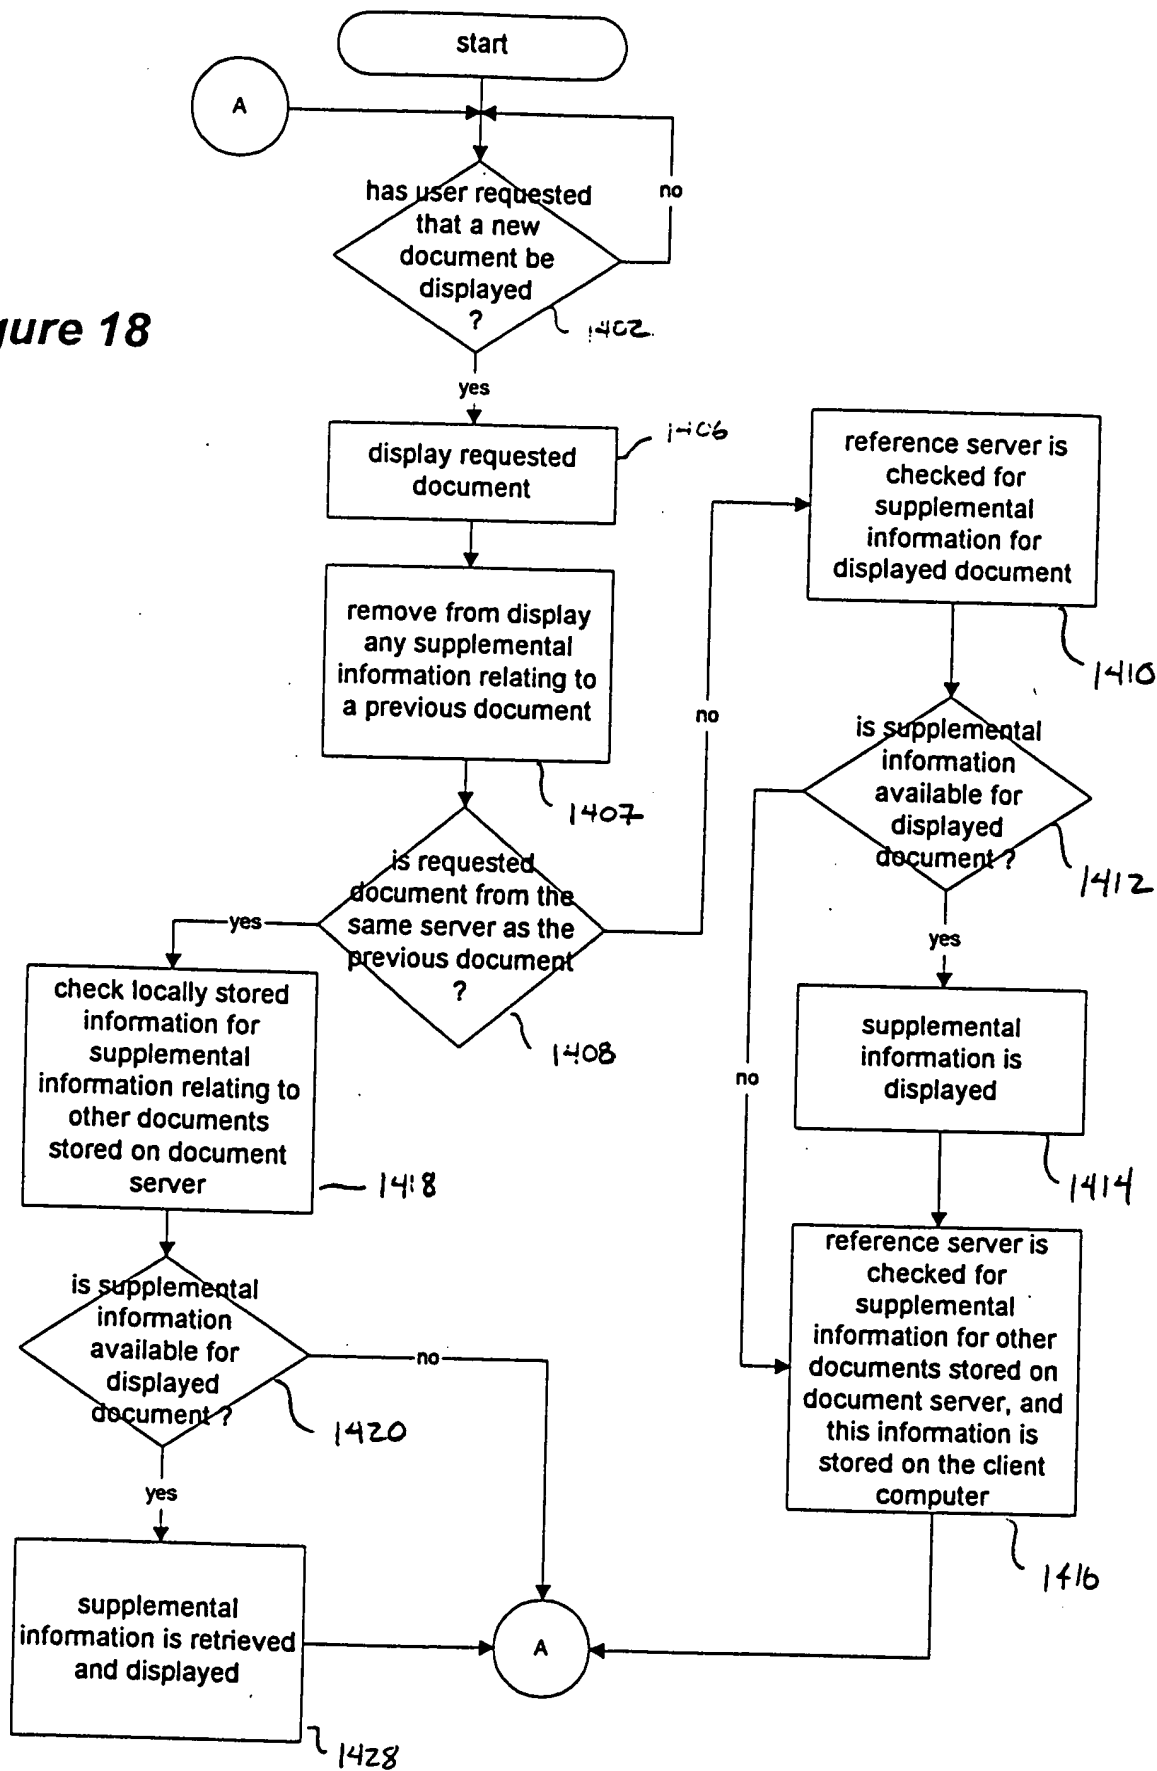 start
A
has user requested
that a new
document be
displayed
?
no
1402
gure 18
yes
display requested
document
1406
remove from display
any supplemental
information relating to
a previous document
1407
is requested
document from the
same server as the
previous document
?
1408
yes
no
reference server is
checked for
supplemental
information for
displayed document
1410
is supplemental
information
available for
displayed
document ?
1412
yes
no
supplemental
information is
displayed
1414
reference server is
checked for
supplemental
information for other
documents stored on
document server, and
this information is
stored on the client
computer
1416
check locally stored
information for
supplemental
information relating to
other documents
stored on document
server
1418
is supplemental
information
available for
displayed
document ?
1420
no
yes
supplemental
information is retrieved
and displayed
1428
A